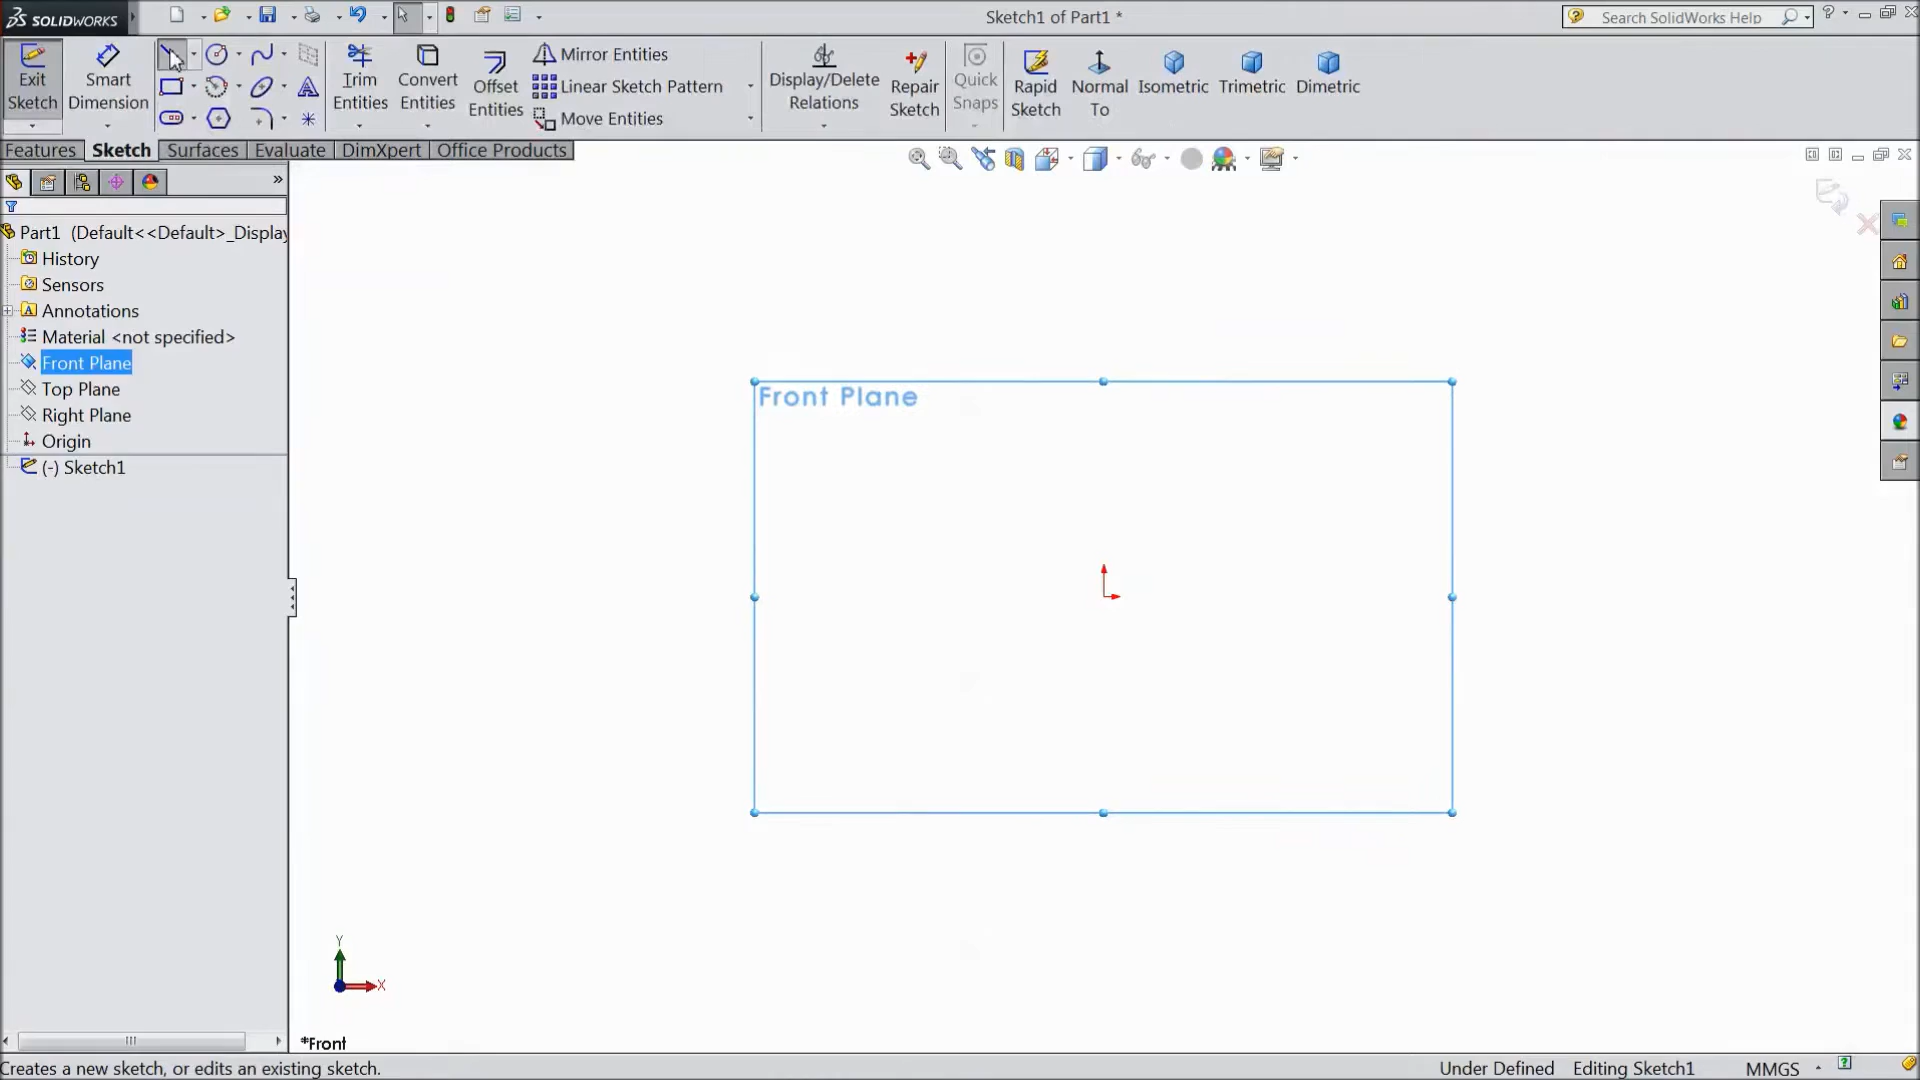 SOLIDWORKS
Sketch1 of Part1 *
Search SolidWorks Help
Exit Sketch
Smart Dimension
Trim Entities
Convert Entities
Offset Entities
Mirror Entities
Linear Sketch Pattern
Move Entities
Display/Delete Relations
Repair Sketch
Quick Snaps
Rapid Sketch
Normal To
Isometric
Trimetric
Dimetric
Features
Sketch
Surfaces
Evaluate
DimXpert
Office Products
Part1 (Default<<Default>_Display
History
Sensors
Annotations
Material <not specified>
Front Plane
Top Plane
Right Plane
Origin
(-) Sketch1
Front Plane
Y
X
*Front
Creates a new sketch, or edits an existing sketch.
Under Defined
Editing Sketch1
MMGS